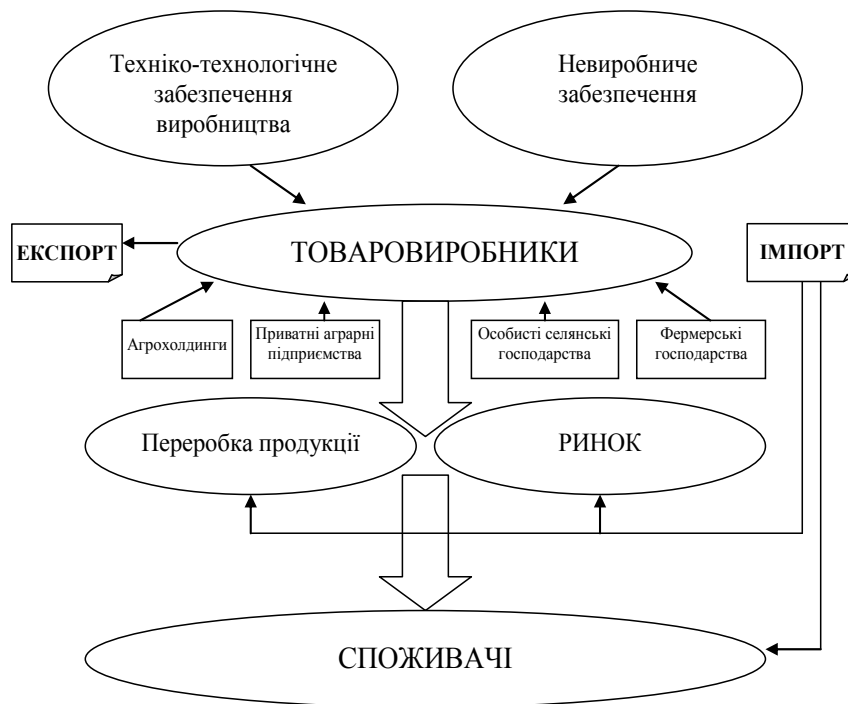 Техніко-технологічне
забезпечення
виробництва
Невиробниче
забезпечення
ЕКСПОРТ
ТОВАРОВИРОБНИКИ
ІМПОРТ
Агрохолдинги
Приватні аграрні
підприємства
Особисті селянські
господарства
Фермерські
господарства
Переробка продукції
РИНОК
СПОЖИВАЧІ